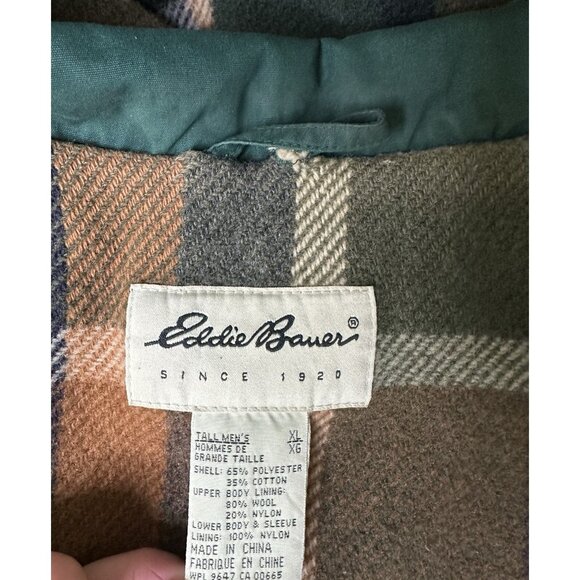 Eddie Bauer®
SINCE 1920
TALL MEN'S XL
HOMMES DE XG
GRANDE TAILLE
SHELL: 65% POLYESTER
35% COTTON
UPPER BODY LINING:
80% WOOL
20% NYLON
LOWER BODY & SLEEVE
LINING: 100% NYLON
MADE IN CHINA
FABRIQUE EN CHINE
WPL 9647 CA 00665